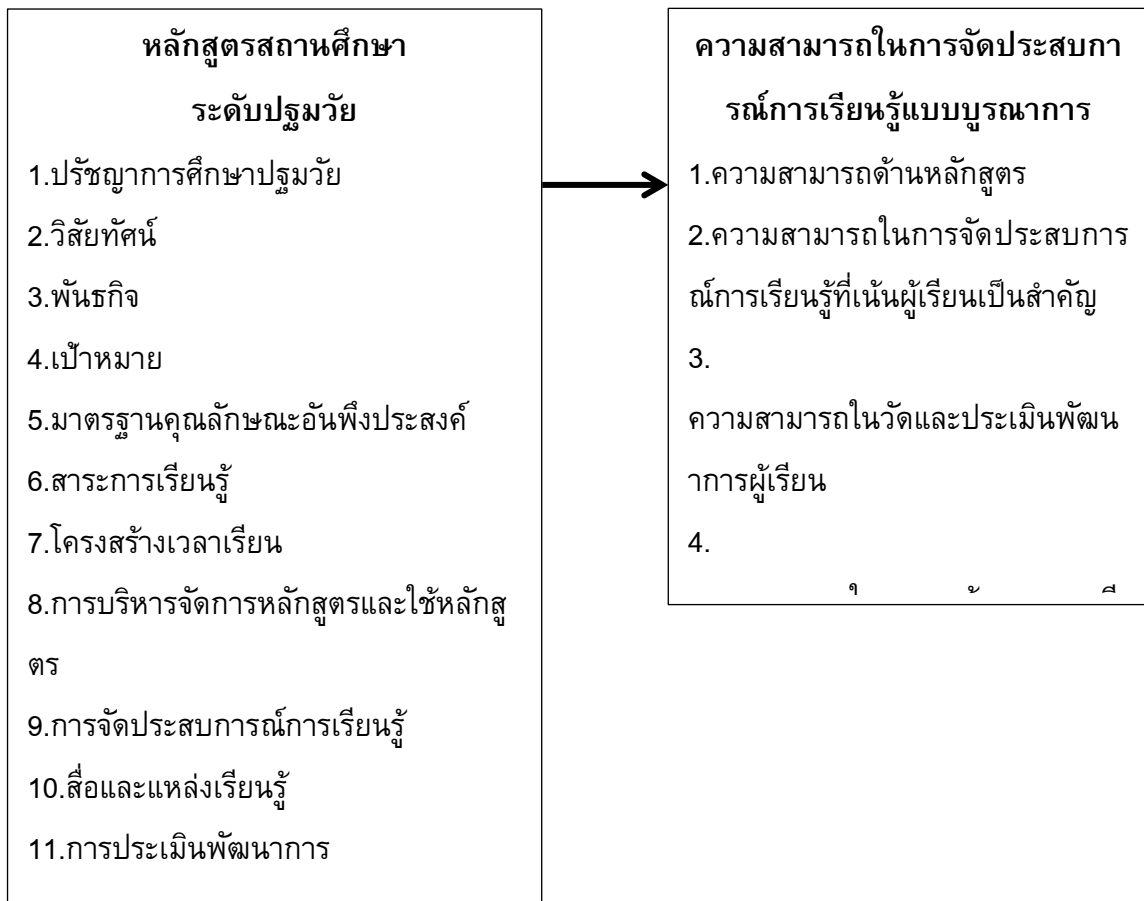 หลักสูตรสถานศึกษา
ระดับปฐมวัย
1.ปรัชญาการศึกษาปฐมวัย
2.วิสัยทัศน์
3.พันธกิจ
4.เป้าหมาย
5.มาตรฐานคุณลักษณะอันพึงประสงค์
6.สาระการเรียนรู้
7.โครงสร้างเวลาเรียน
8.การบริหารจัดการหลักสูตรและใช้หลักสู
ตร
9.การจัดประสบการณ์การเรียนรู้
10.สื่อและแหล่งเรียนรู้
11.การประเมินพัฒนาการ
ความสามารถในการจัดประสบกา
รณ์การเรียนรู้แบบบูรณาการ
1.ความสามารถด้านหลักสูตร
2.ความสามารถในการจัดประสบการ
ณ์การเรียนรู้ที่เน้นผู้เรียนเป็นสำคัญ
3.
ความสามารถในวัดและประเมินพัฒน
าการผู้เรียน
4.